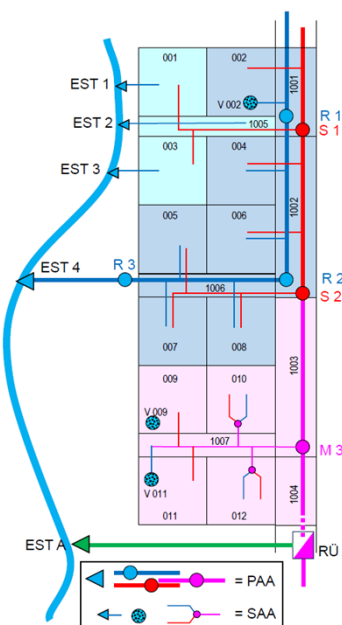 001
002
EST 1
1001
V 002
R 1
EST 2
1005
S 1
003
004
EST 3
1002
005
006
EST 4
R 3
R 2
1006
S 2
007
008
1003
009
010
V 009
1007
M 3
V 011
1004
011
012
EST A
RÜ
= PAA
= SAA